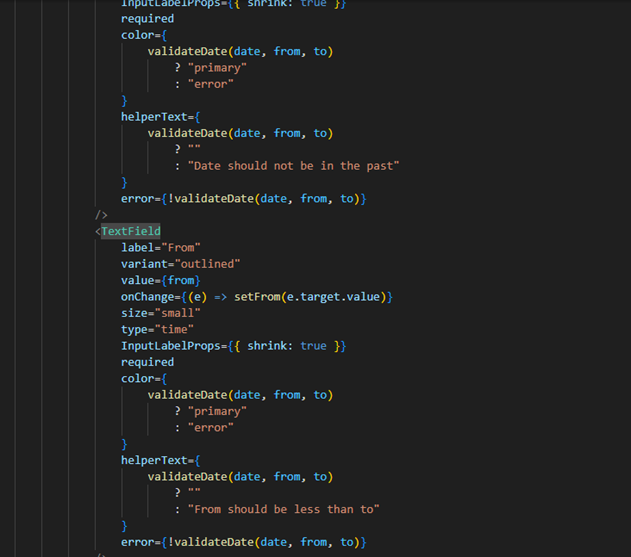 InputLabelProps={{ shrink: true }}
required
color={
validateDate(date, from, to)
? "primary"
: "error"
}
helperText={
validateDate(date, from, to)
? ""
: "Date should not be in the past"
}
error={!validateDate(date, from, to)}
/>
<TextField
label="From"
variant="outlined"
value={from}
onChange={(e) => setFrom(e.target.value)}
size="small"
type="time"
InputLabelProps={{ shrink: true }}
required
color={
validateDate(date, from, to)
? "primary"
: "error"
}
helperText={
validateDate(date, from, to)
? ""
: "From should be less than to"
}
error={!validateDate(date, from, to)}